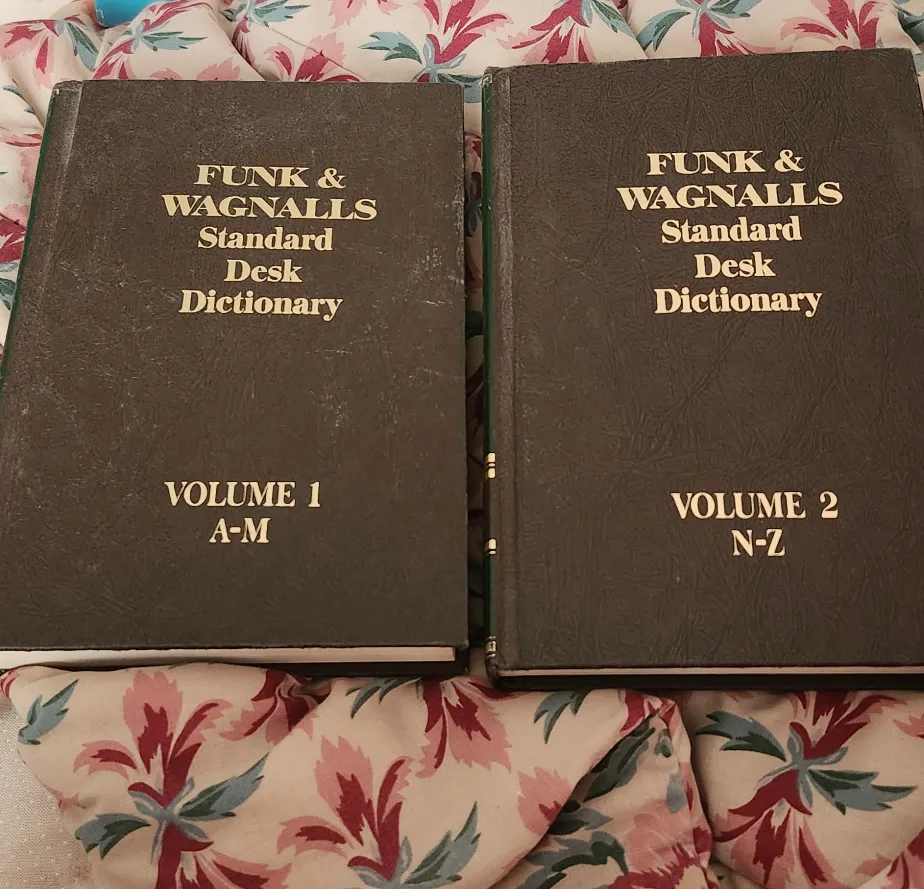 FUNK &
WAGNALLS
Standard
Desk
Dictionary
VOLUME 1
A-M
FUNK &
WAGNALLS
Standard
Desk
Dictionary
VOLUME 2
N-Z